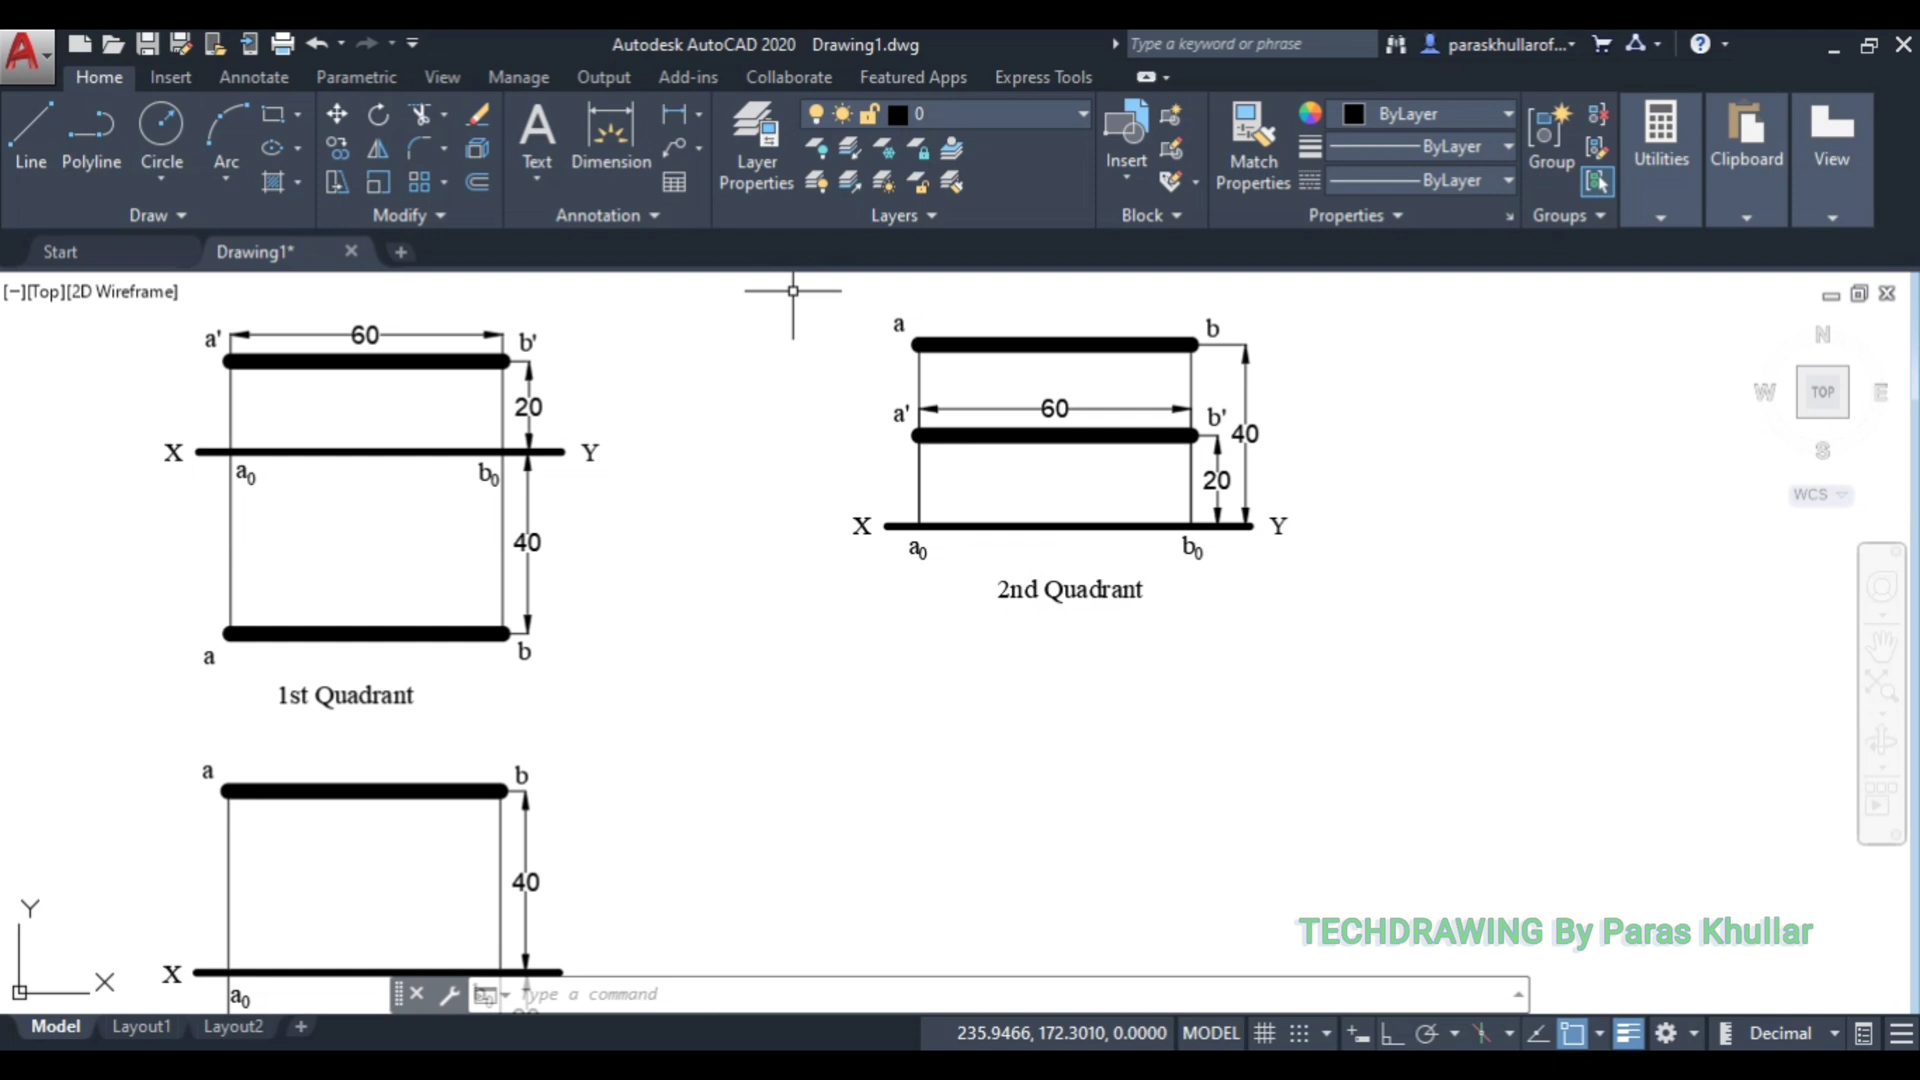 Autodesk AutoCAD 2020 Drawing1.dwg
Type a keyword or phrase
paraskhullarof...
Home Insert Annotate Parametric View Manage Output Add-ins Collaborate Featured Apps Express Tools
Line Polyline Circle Arc
Text Dimension
Layer Properties
0
Insert
Match Properties
ByLayer
ByLayer
ByLayer
Group
Utilities Clipboard View
Draw Modify Annotation Layers Block Properties Groups
Start Drawing1*
[−][Top][2D Wireframe]
a' 60 b'
20
X Y
a0 b0
40
a b
1st Quadrant
a b
a' 60 b'
40
20
X Y
a0 b0
2nd Quadrant
a b
40
X
a0
N
W TOP E
S
WCS
TECHDRAWING By Paras Khullar
Y
X
Type a command
Model Layout1 Layout2
235.9466, 172.3010, 0.0000 MODEL Decimal